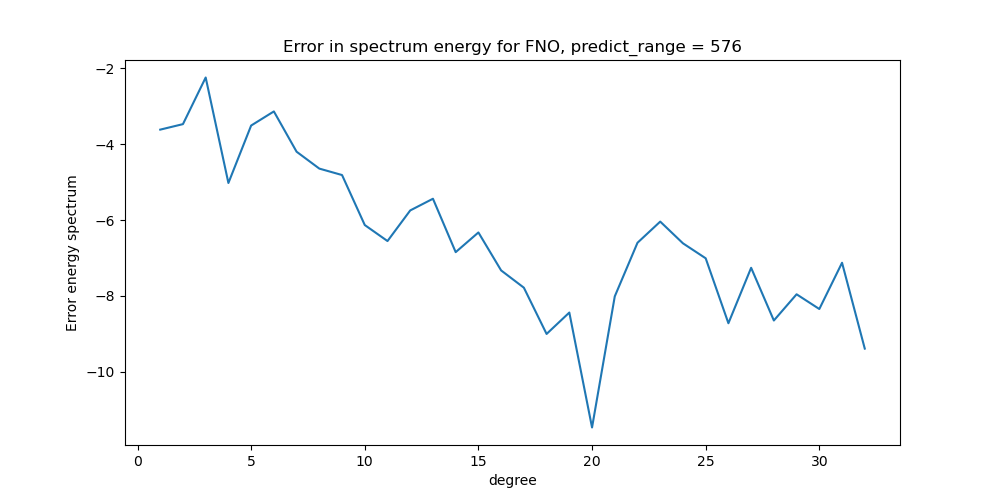 Error in spectrum energy for FNO, predict_range = 576
−2
−4
−6
−8
−10
Error energy spectrum
0 5 10 15 20 25 30
degree